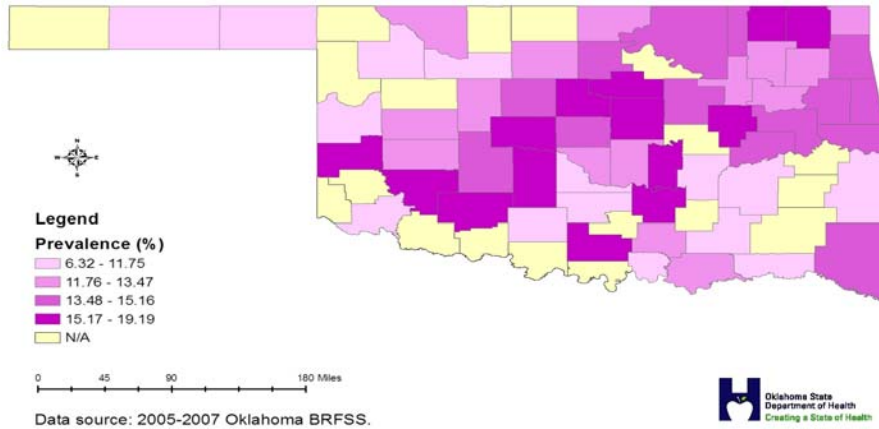 N
W E
S
Legend
Prevalence (%)
6.32 - 11.75
11.76 - 13.47
13.48 - 15.16
15.17 - 19.19
N/A
0 45 90 180 Miles
Data source: 2005-2007 Oklahoma BRFSS.
Oklahoma State
Department of Health
Creating a State of Health